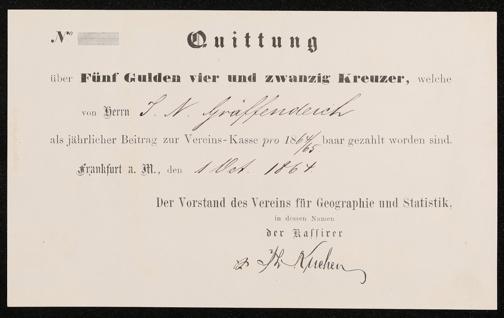 No
Quittung
über Fünf Gulden vier und zwanzig Kreuzer, welche
von Herrn J. N. Gräffendeich
als jährlicher Beitrag zur Vereins-Kasse pro 1864/65 baar gezahlt worden sind.
Frankfurt a. M., den 1 Oct. 1864.
Der Vorstand des Vereins für Geographie und Statistik,
in dessen Namen
der Kassirer
Th. Kuchen